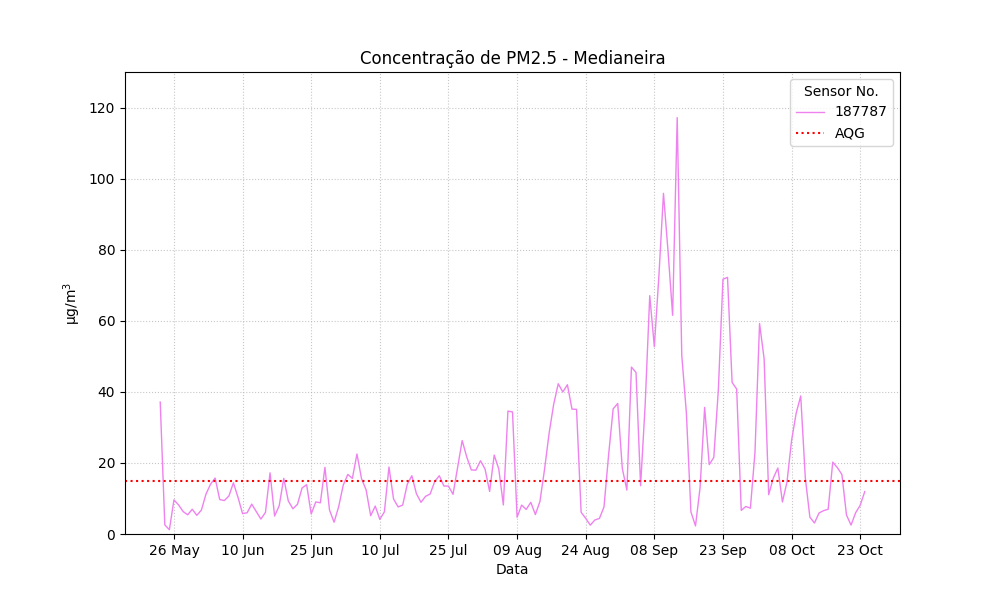 Concentração de PM2.5 - Medianeira
Sensor No.
187787
AQG
120
100
80
60
40
20
0
µg/m³
26 May 10 Jun 25 Jun 10 Jul 25 Jul 09 Aug 24 Aug 08 Sep 23 Sep 08 Oct 23 Oct
Data